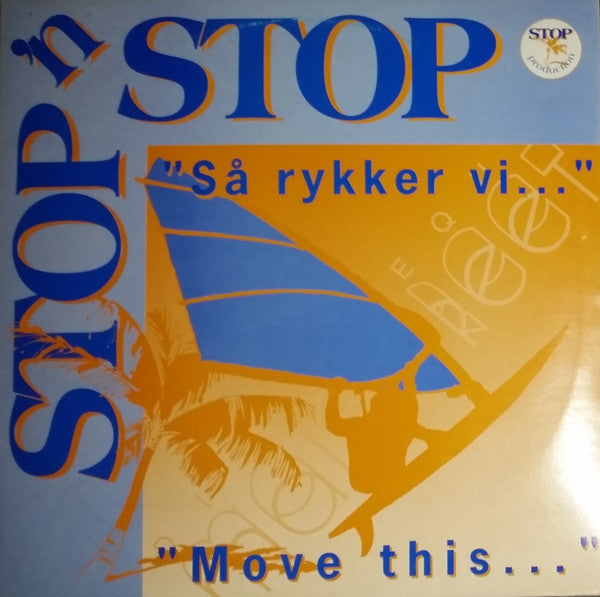 STOP 'n STOP
STOP
production
"Så rykker vi..."
"Move this..."